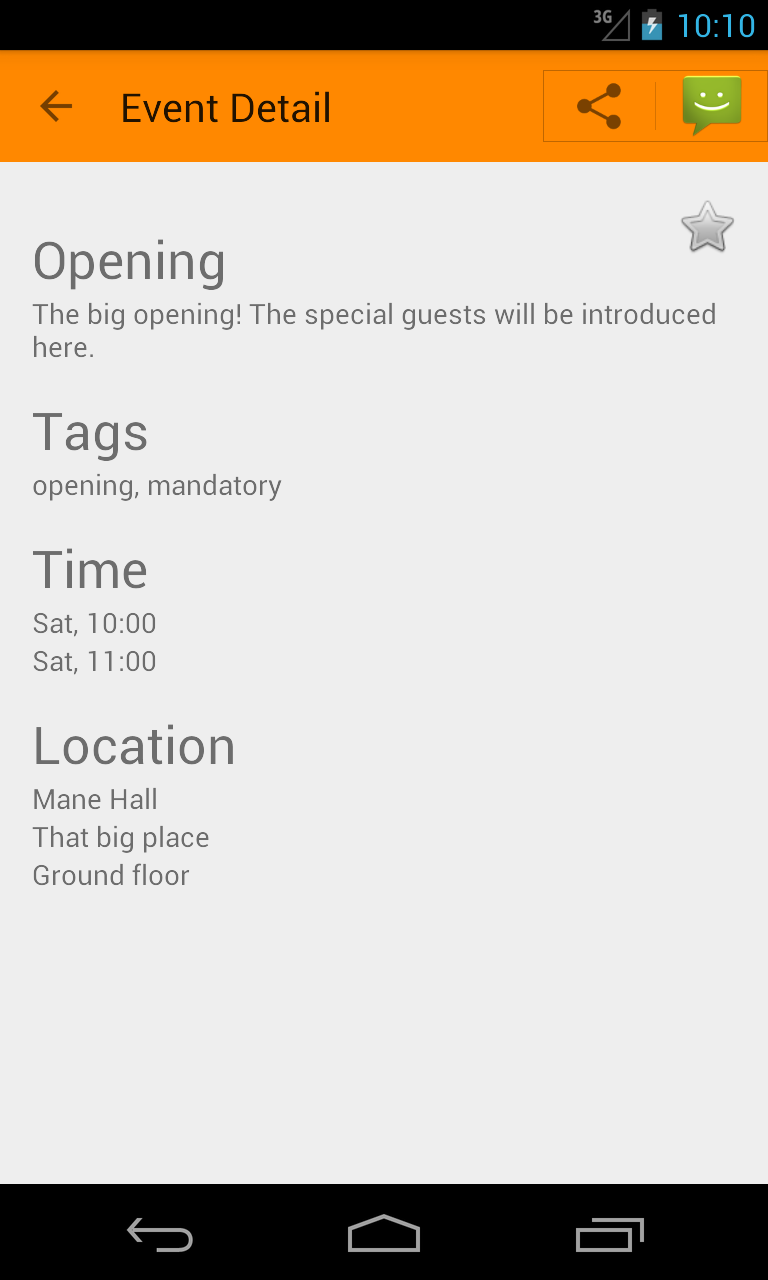 3G 10:10
Event Detail
Opening
The big opening! The special guests will be introduced
here.
Tags
opening, mandatory
Time
Sat, 10:00
Sat, 11:00
Location
Mane Hall
That big place
Ground floor